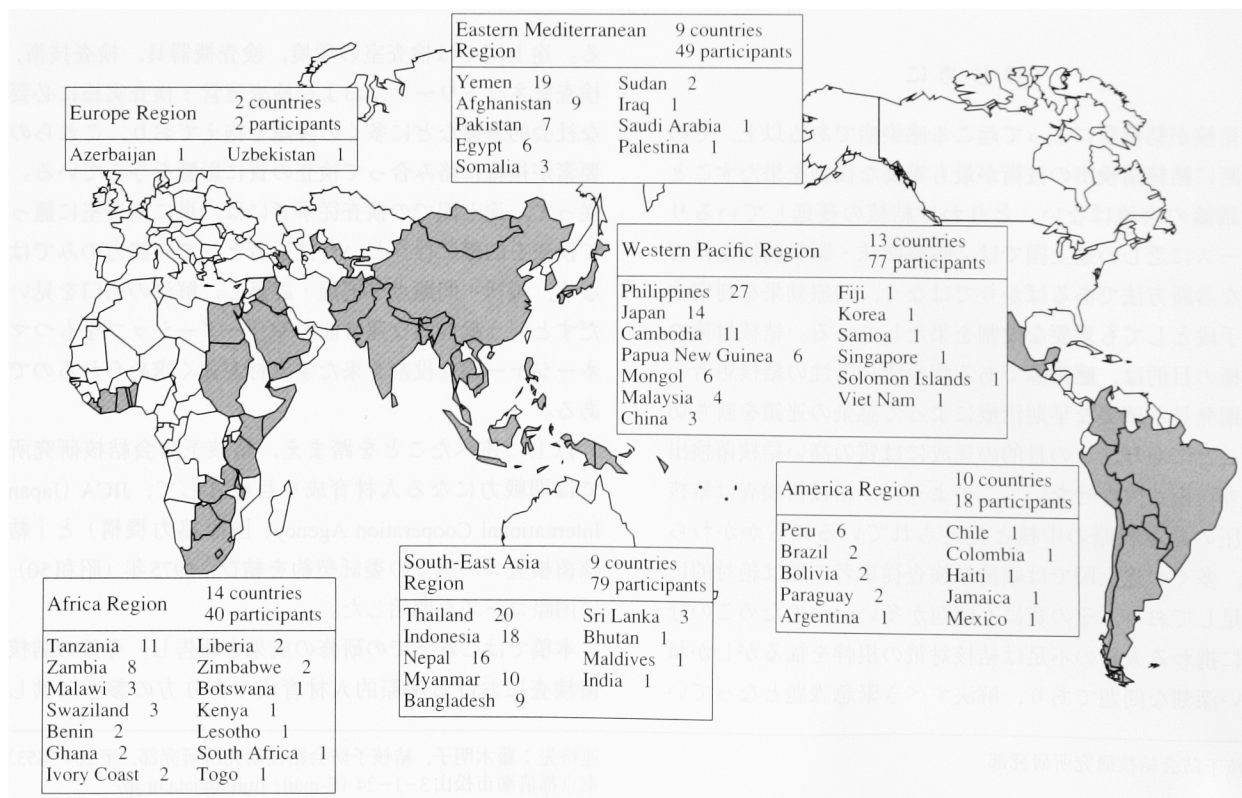 Europe Region 2 countries
2 participants
Azerbaijan Uzbekistan 1
Eastern Mediterranean Region 9 countries
49 participants
Yemen 19
Afghanistan 9
Pakistan 7
Egypt 6
Somalia 3
Sudan 2
Iraq 1
Saudi Arabia 1
Palestina 1
Western Pacific Region 13 countries
77 participants
Philippines 27
Japan 14
Cambodia 11
Papua New Guinea 6
Mongol 6
Malaysia 4
China 3
Fiji 1
Korea 1
Samoa 1
Singapore 1
Solomon Islands
Viet Nam 1
America Region 10 countries
18 participants
Peru 6
Brazil 2
Bolivia 2
Paraguay 2
Argentina
Chile 1
Colombia 1
Haiti 1
Jamaica 1
Mexico 1
South-East Asia Region 9 countries
79 participants
Thailand 20
Indonesia 18
Nepal 16
Myanmar 10
Bangladesh 9
Sri Lanka 3
Bhutan 1
Maldives 1
India 1
Africa Region 14 countries
40 participants
Tanzania 11
Zambia 8
Malawi 3
Swaziland 3
Benin 2
Ghana 2
Ivory Coast 2
Liberia 2
Zimbabwe 2
Botswana 1
Kenya 1
Lesotho 1
South Africa 1
Togo 1